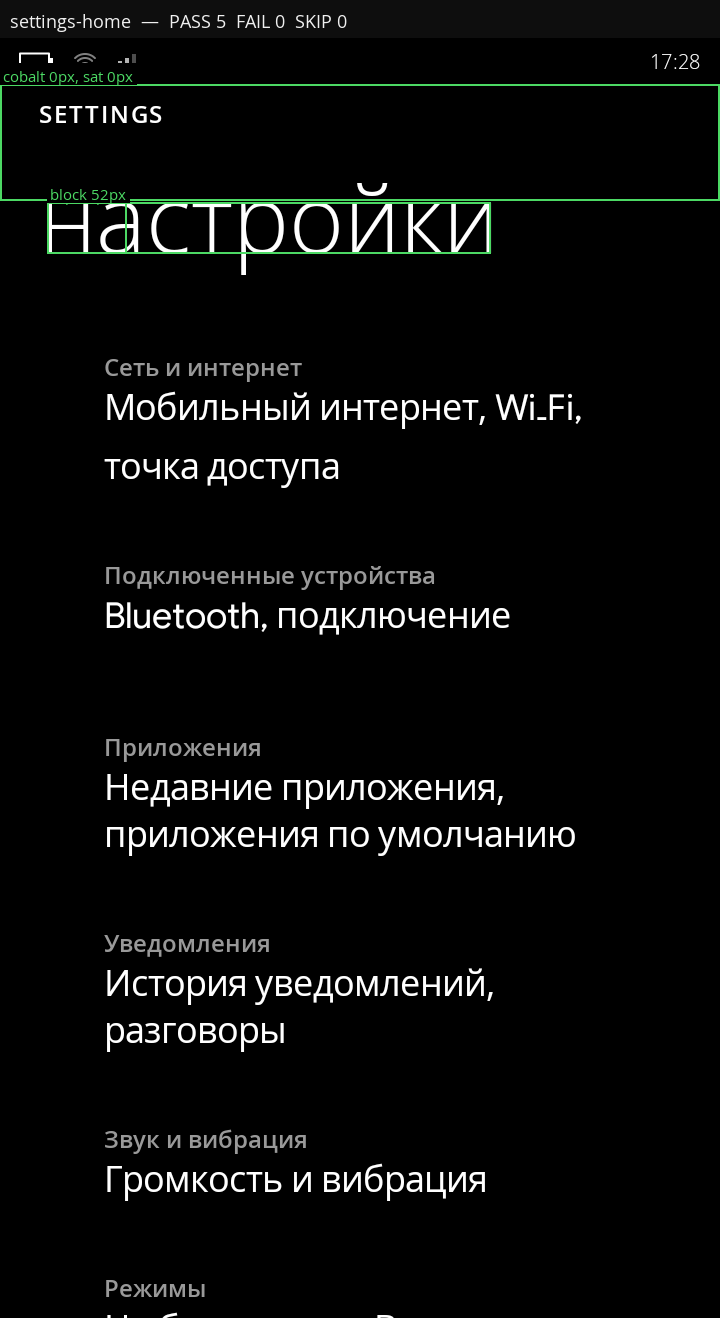 settings-home — PASS 5 FAIL 0 SKIP 0
17:28
cobalt 0px, sat 0px
SETTINGS
block 52px
настройки
Сеть и интернет
Мобильный интернет, Wi‑Fi,
точка доступа
Подключенные устройства
Bluetooth, подключение
Приложения
Недавние приложения,
приложения по умолчанию
Уведомления
История уведомлений,
разговоры
Звук и вибрация
Громкость и вибрация
Режимы